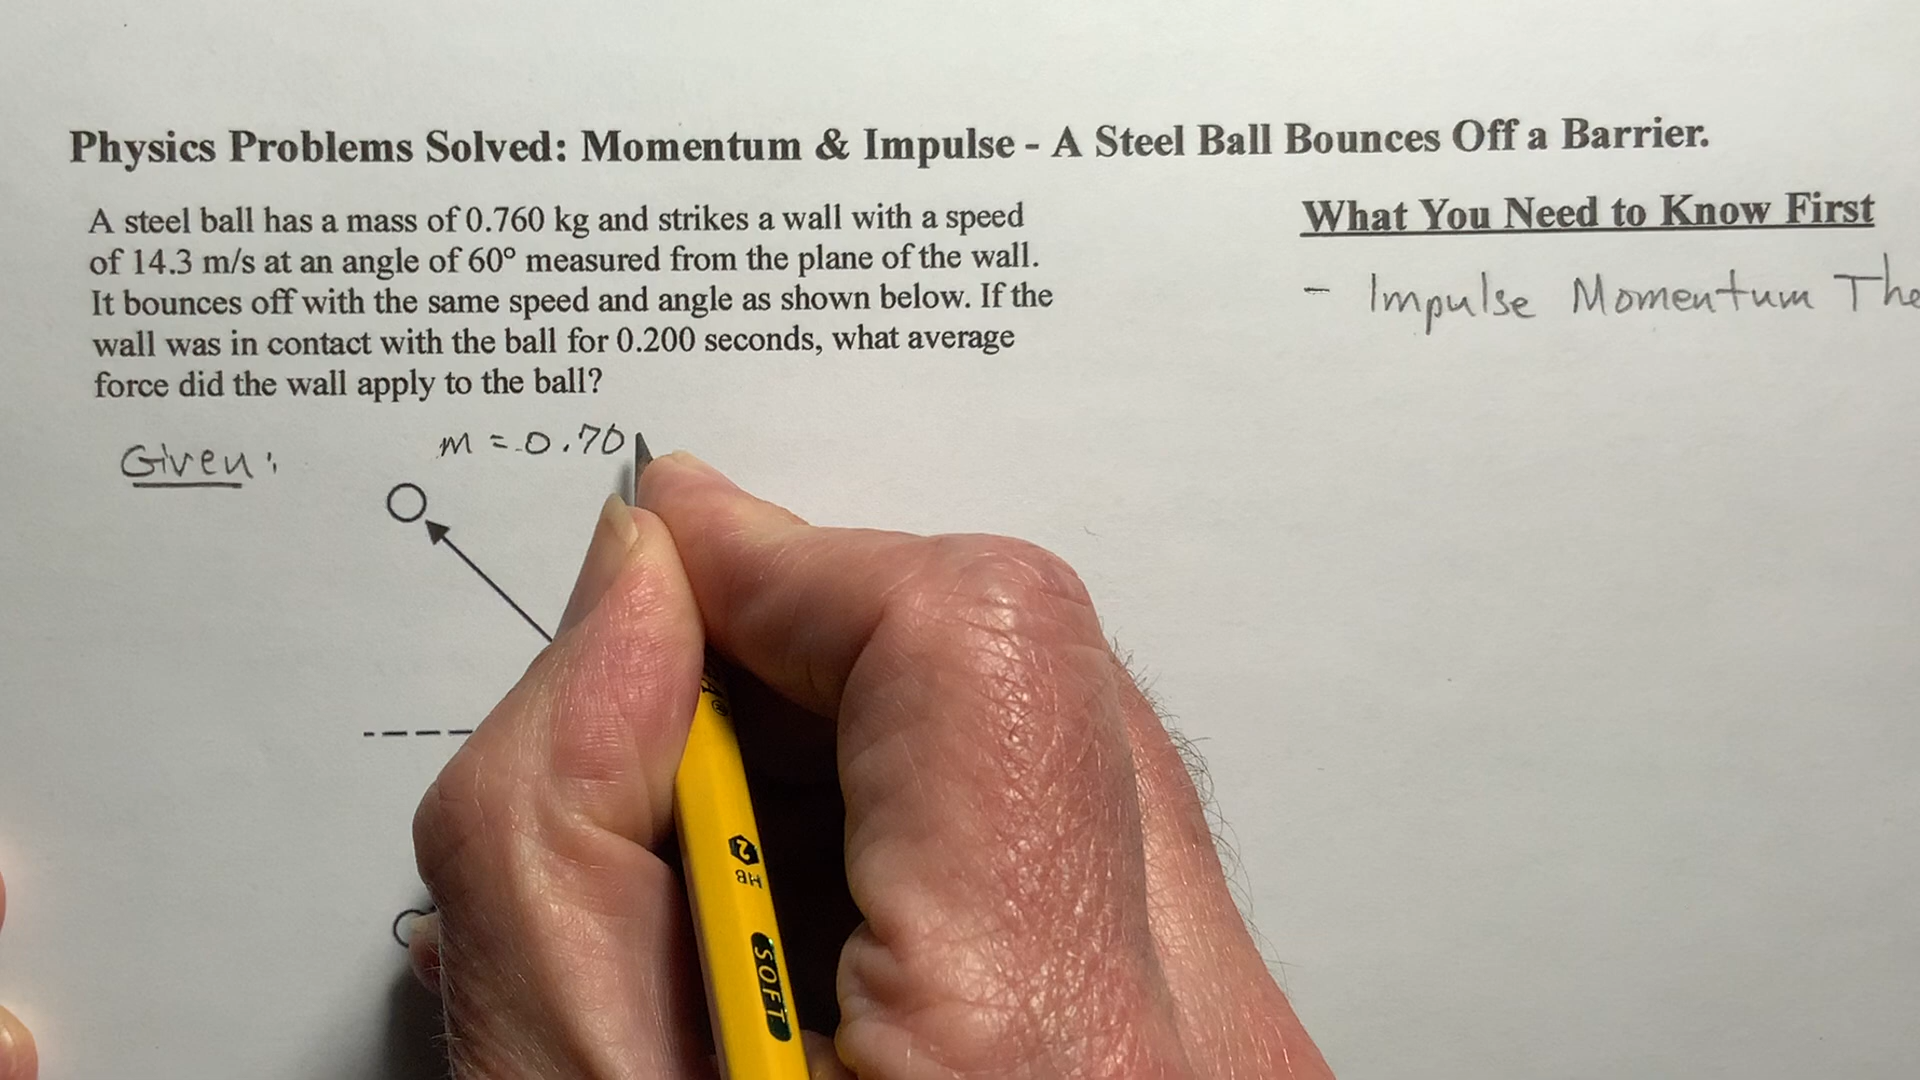 Physics Problems Solved: Momentum & Impulse - A Steel Ball Bounces Off a Barrier.
A steel ball has a mass of 0.760 kg and strikes a wall with a speed
of 14.3 m/s at an angle of 60° measured from the plane of the wall.
It bounces off with the same speed and angle as shown below. If the
wall was in contact with the ball for 0.200 seconds, what average
force did the wall apply to the ball?
What You Need to Know First
- Impulse Momentum The
Given:
m = 0.76
2
HB
SOFT